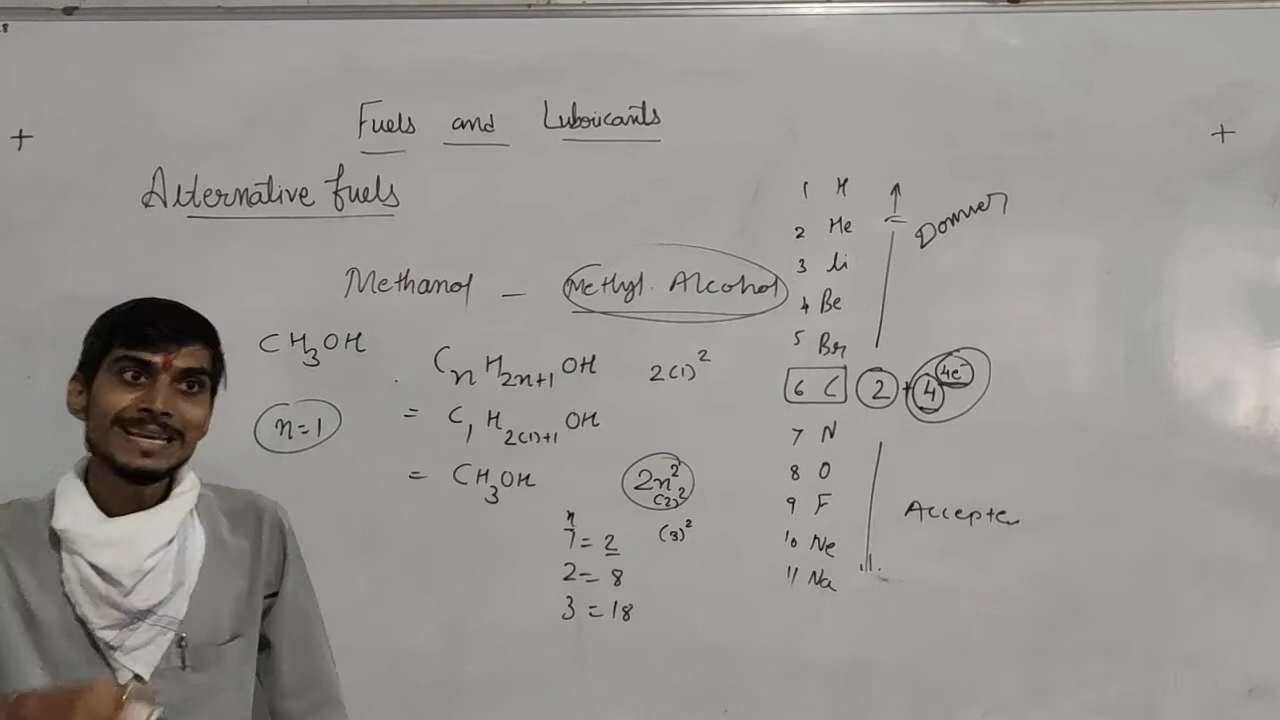 Fuels and Lubricants
Alternative fuels
Methanol - Methyl Alcohol
CH₃OH
CₙH₂ₙ₊₁OH 2(1)²
n=1
= C₁H₂₍₁₎₊₁OH
= CH₃OH
2n²
(2)²
(3)²
n
1 = 2
2 = 8
3 = 18
1 H
2 He
3 Li
4 Be
5 Br
6 C 2 + 4 4e⁻
7 N
8 O
9 F
10 Ne
11 Na
Donner
Accepter